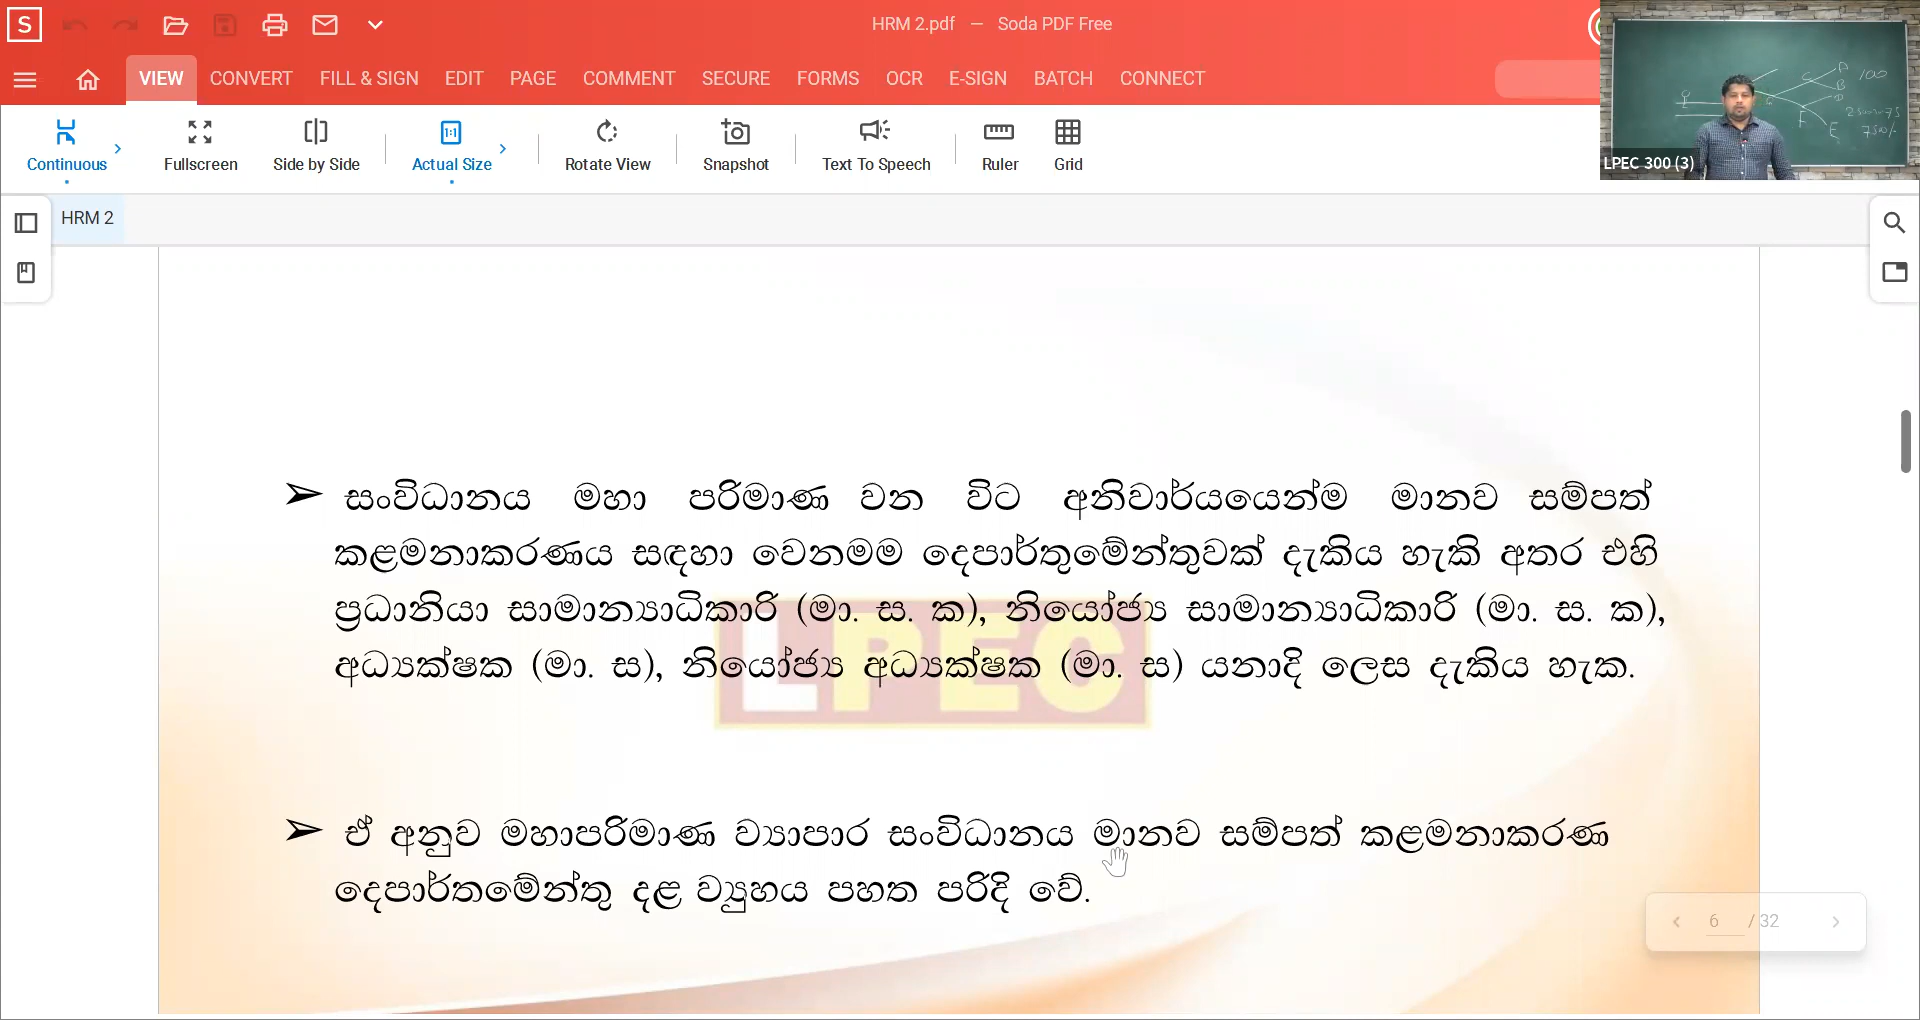 S
HRM 2.pdf — Soda PDF Free
VIEW CONVERT FILL & SIGN EDIT PAGE COMMENT SECURE FORMS OCR E-SIGN BATCH CONNECT
Continuous Fullscreen Side by Side 1:1 Actual Size Rotate View Snapshot Text To Speech Ruler Grid
A
B
100
D
F
E
LPEC 300 (3)
HRM 2
➢ සංවිධානය මහා පරිමාණ වන විට අනිවාර්යයෙන්ම මානව සම්පත්
කළමනාකරණය සඳහා වෙනමම දෙපාර්තුමේන්තුවක් දැකිය හැකි අතර එහි
ප්‍රධානියා සාමාන්‍යාධිකාරි (මා. ස. ක), නියෝජ්‍ය සාමාන්‍යාධිකාරි (මා. ස. ක),
අධ්‍යක්ෂක (මා. ස), නියෝජ්‍ය අධ්‍යක්ෂක (මා. ස) යනාදි ලෙස දැකිය හැක.
LPEC
➢ ඒ අනුව මහාපරිමාණ ව්‍යාපාර සංවිධානය මානව සම්පත් කළමනාකරණ
දෙපාර්තමේන්තු දළ ව්‍යුහය පහත පරිදි වේ.
6 / 32